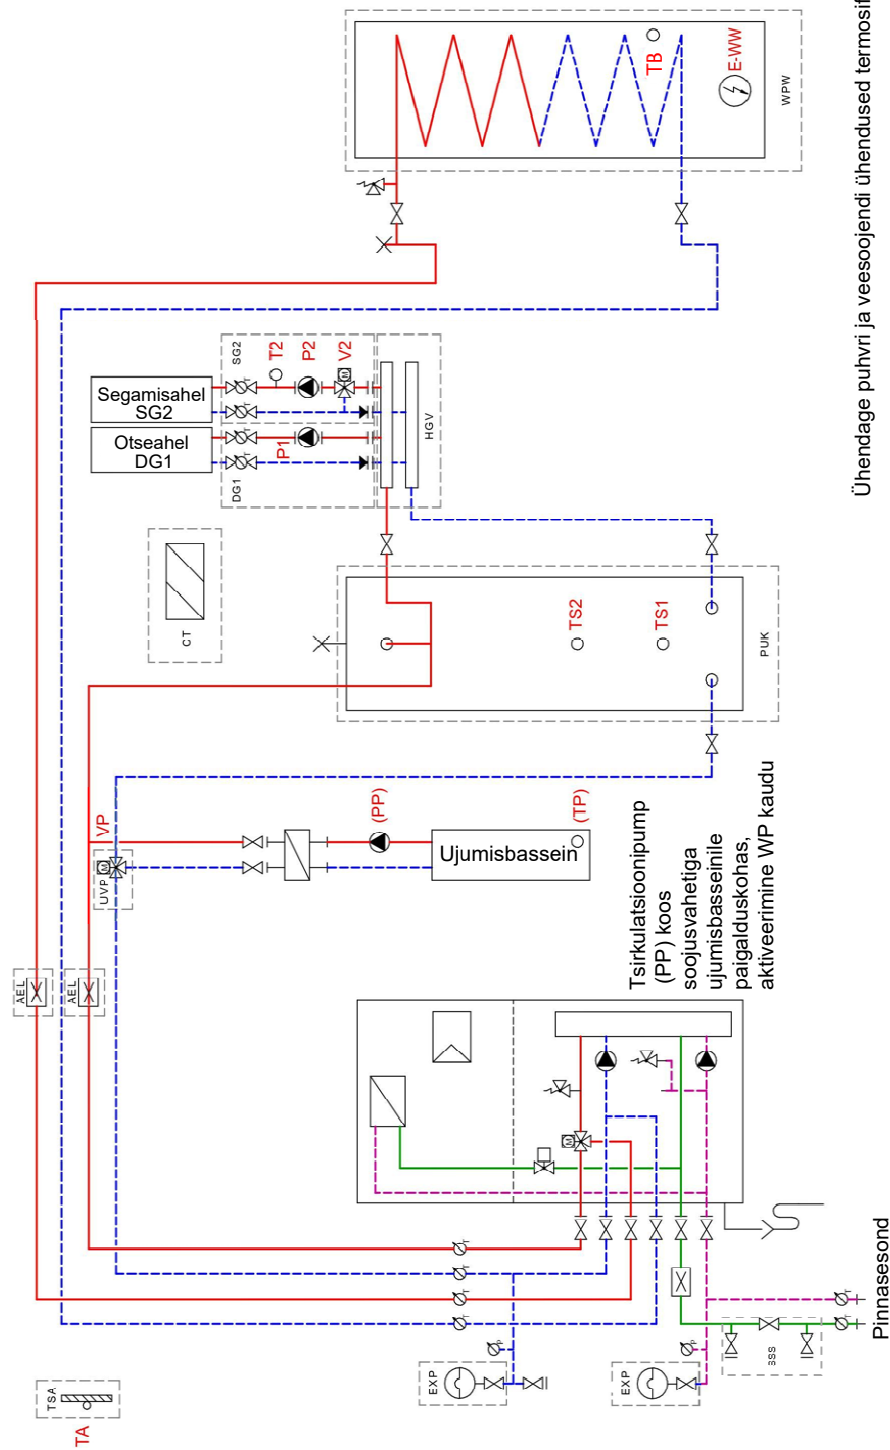 TB
E-WW
WPW
Ühendage puhvri ja veesoojendi ühendused termosif
SG2
T2
P2
V2
Segamisahel
SG2
Otseahel
DG1
P1
DG1
HGV
CT
TS2
TS1
PUK
VP
UVP
M
(PP)
Ujumisbassein
(TP)
Tsirkulatsioonipump
(PP) koos
soojusvahetiga
ujumisbasseinile
paigalduskohas,
aktiveerimine WP kaudu
AEL
AEL
M
T
T
T
T
P
P
EXP
EXP
SSS
T
T
Pinnasesond
TSA
TA